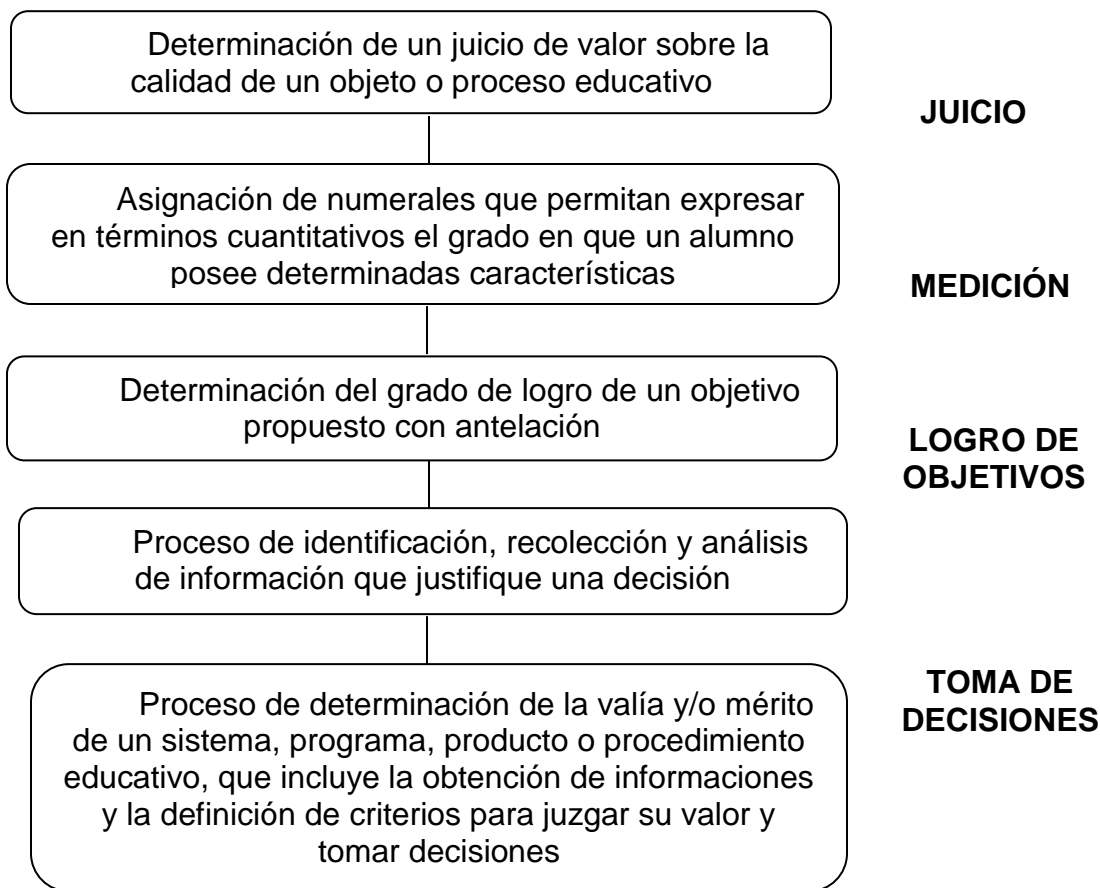 Determinación de un juicio de valor sobre la
calidad de un objeto o proceso educativo
JUICIO
Asignación de numerales que permitan expresar
en términos cuantitativos el grado en que un alumno
posee determinadas características
MEDICIÓN
Determinación del grado de logro de un objetivo
propuesto con antelación
LOGRO DE
OBJETIVOS
Proceso de identificación, recolección y análisis
de información que justifique una decisión
Proceso de determinación de la valía y/o mérito
de un sistema, programa, producto o procedimiento
educativo, que incluye la obtención de informaciones
y la definición de criterios para juzgar su valor y
tomar decisiones
TOMA DE
DECISIONES